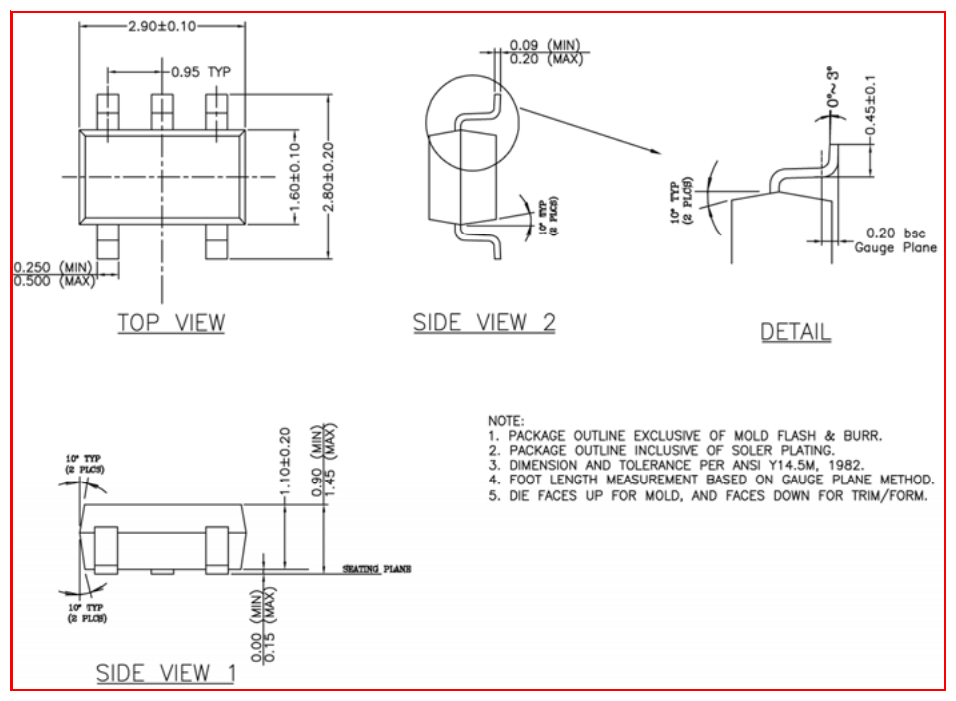 2.90±0.10
0.95 TYP
1.60±0.10
2.80±0.20
0.250 (MIN)
0.500 (MAX)
TOP VIEW
0.09 (MIN)
0.20 (MAX)
10° TYP
(2 PLCS)
SIDE VIEW 2
0°~ 3°
0.45±0.1
10° TYP
(2 PLCS)
0.20 bsc
Gauge Plane
DETAIL
10° TYP
(2 PLCS)
1.10±0.20
0.90 (MIN)
1.45 (MAX)
SEATING PLANE
10° TYP
(2 PLCS)
0.00 (MIN)
0.15 (MAX)
SIDE VIEW 1
NOTE:
1. PACKAGE OUTLINE EXCLUSIVE OF MOLD FLASH & BURR.
2. PACKAGE OUTLINE INCLUSIVE OF SOLER PLATING.
3. DIMENSION AND TOLERANCE PER ANSI Y14.5M, 1982.
4. FOOT LENGTH MEASUREMENT BASED ON GAUGE PLANE METHOD.
5. DIE FACES UP FOR MOLD, AND FACES DOWN FOR TRIM/FORM.